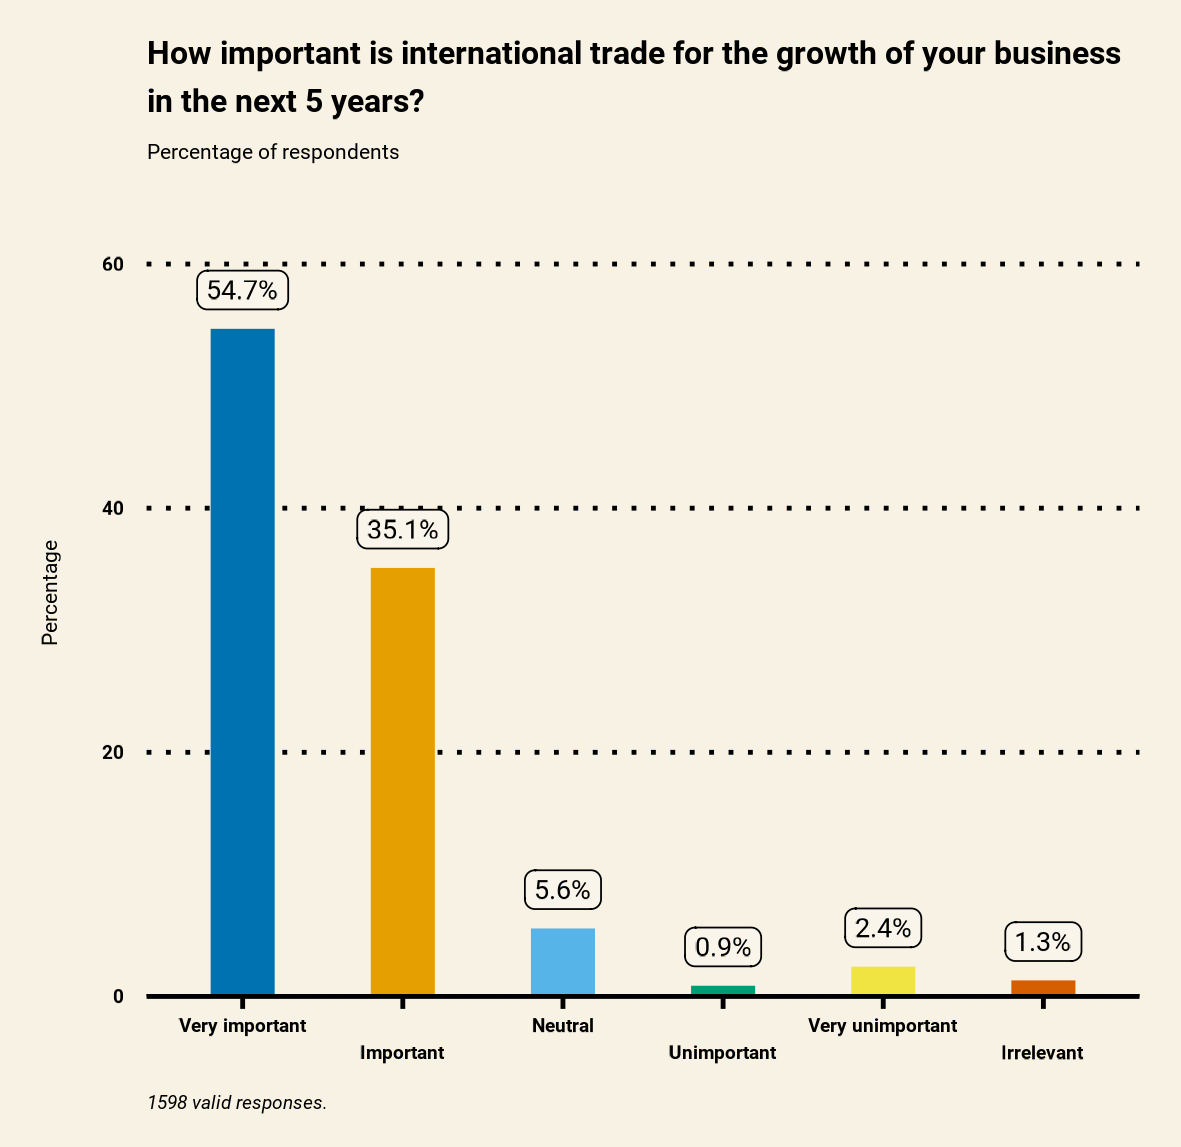 How important is international trade for the growth of your business
in the next 5 years?
Percentage of respondents
60
54.7%
40
35.1%
Percentage
20
5.6%
0.9%
2.4%
1.3%
0
Very important
Neutral
Very unimportant
Important
Unimportant
Irrelevant
1598 valid responses.